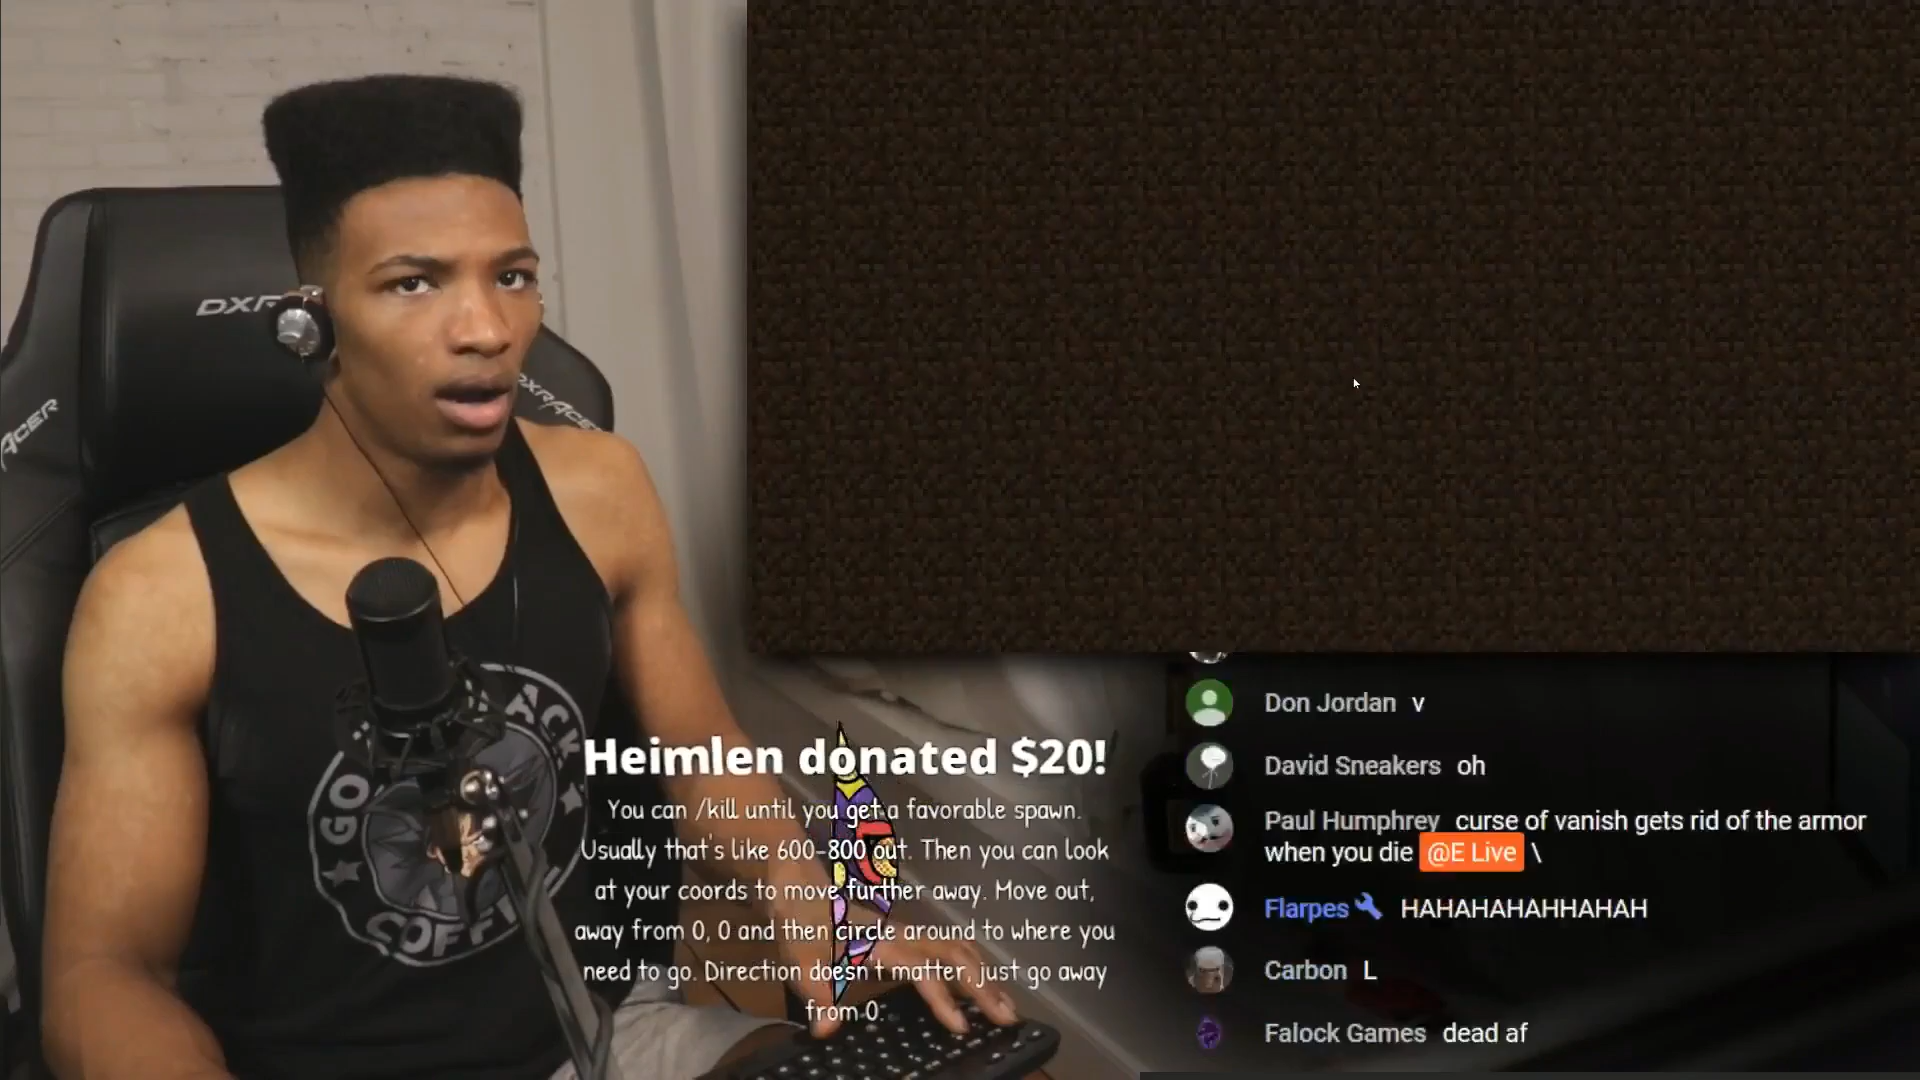 DXR
ACER
DXRACER
GO
ACK
COFF
Heimlen donated $20!
You can /kill until you get a favorable spawn.
Usually that's like 600-800 out. Then you can look
at your coords to move further away. Move out,
away from 0, 0 and then circle around to where you
need to go. Direction doesn't matter, just go away
from 0.
Don Jordan v
David Sneakers oh
Paul Humphrey curse of vanish gets rid of the armor
when you die @E Live \
Flarpes HAHAHAHAHHAHAH
Carbon L
Falock Games dead af